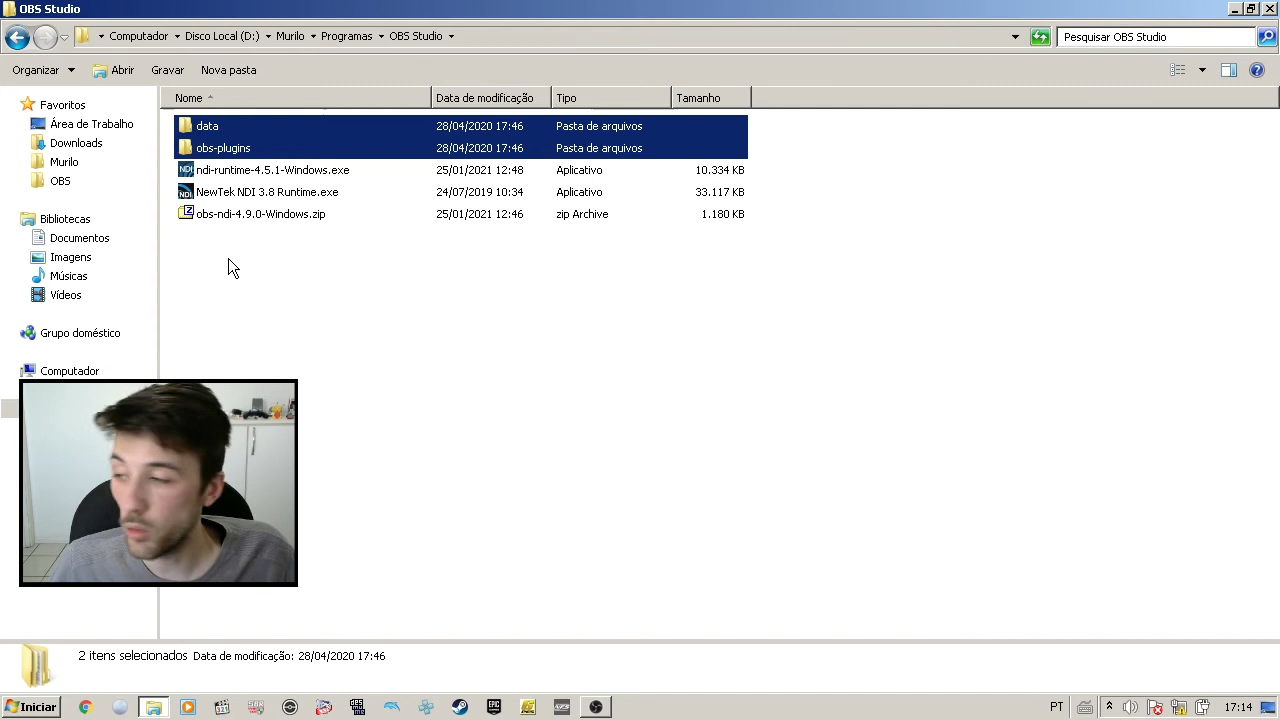 OBS Studio
Computador Disco Local (D:) Murilo Programas OBS Studio
Pesquisar OBS Studio
Organizar Abrir Gravar Nova pasta
Nome Data de modificação Tipo Tamanho
Favoritos
Área de Trabalho
Downloads
Murilo
OBS
Bibliotecas
Documentos
Imagens
Músicas
Vídeos
Grupo doméstico
Computador
data 28/04/2020 17:46 Pasta de arquivos
obs-plugins 28/04/2020 17:46 Pasta de arquivos
ndi-runtime-4.5.1-Windows.exe 25/01/2021 12:48 Aplicativo 10.334 KB
NewTek NDI 3.8 Runtime.exe 24/07/2019 10:34 Aplicativo 33.117 KB
obs-ndi-4.9.0-Windows.zip 25/01/2021 12:46 zip Archive 1.180 KB
2 itens selecionados Data de modificação: 28/04/2020 17:46
Iniciar PT 17:14